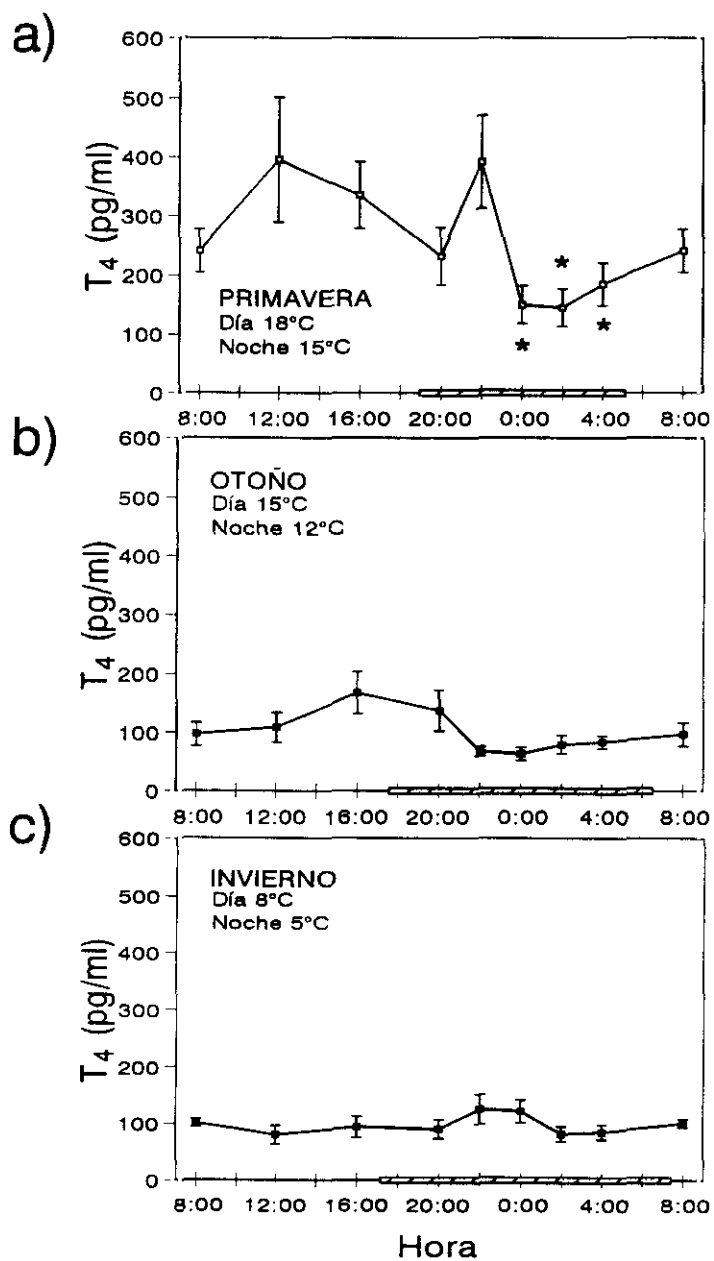 a)
600
500
400
300
200
100
0
T4 (pg/ml)
PRIMAVERA
Día 18°C
Noche 15°C
★
★
★
8:00 12:00 16:00 20:00 0:00 4:00 8:00
b)
600
500
400
300
200
100
0
T4 (pg/ml)
OTOÑO
Día 15°C
Noche 12°C
8:00 12:00 16:00 20:00 0:00 4:00 8:00
c)
600
500
400
300
200
100
0
T4 (pg/ml)
INVIERNO
Día 8°C
Noche 5°C
8:00 12:00 16:00 20:00 0:00 4:00 8:00
Hora